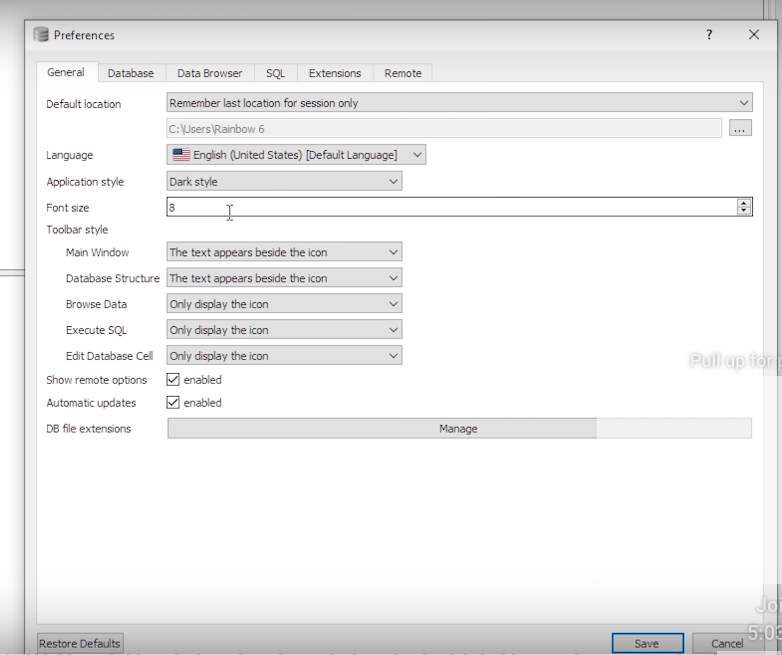 Preferences ?
General Database Data Browser SQL Extensions Remote
Default location Remember last location for session only
C:\Users\Rainbow 6 ...
Language English (United States) [Default Language]
Application style Dark style
Font size 8
Toolbar style
Main Window The text appears beside the icon
Database Structure The text appears beside the icon
Browse Data Only display the icon
Execute SQL Only display the icon
Edit Database Cell Only display the icon
Pull up for
Show remote options enabled
Automatic updates enabled
DB file extensions Manage
5:03
Restore Defaults Save Cancel